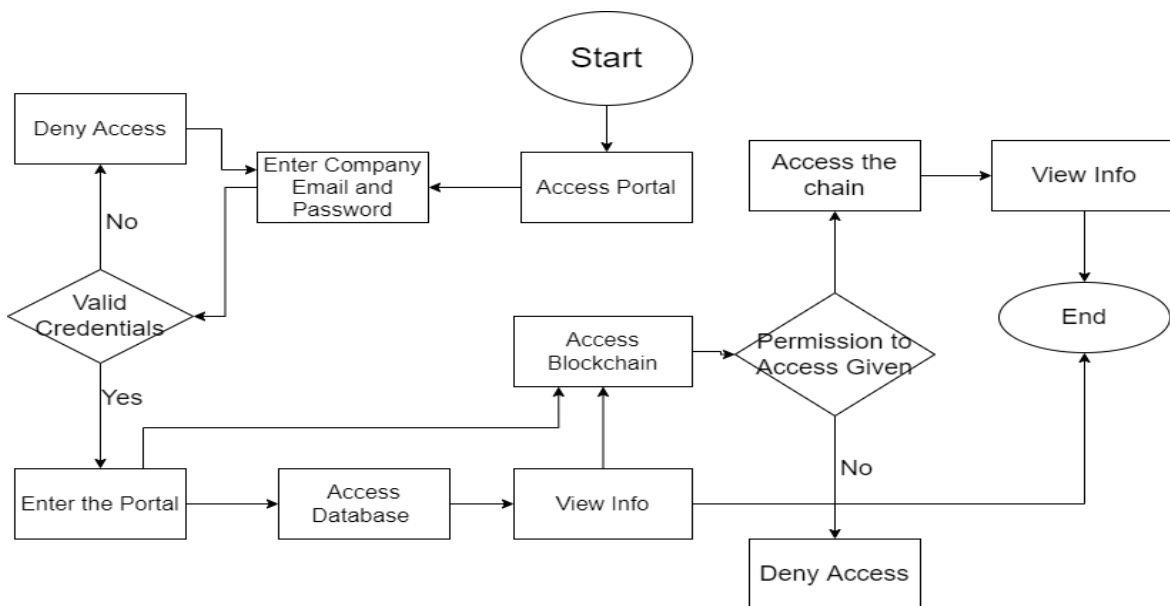 Start
Deny Access
Enter Company
Email and
Password
Access Portal
Access the
chain
View Info
No
Valid
Credentials
End
Access
Blockchain
Permission to
Access Given
Yes
No
Enter the Portal
Access
Database
View Info
Deny Access